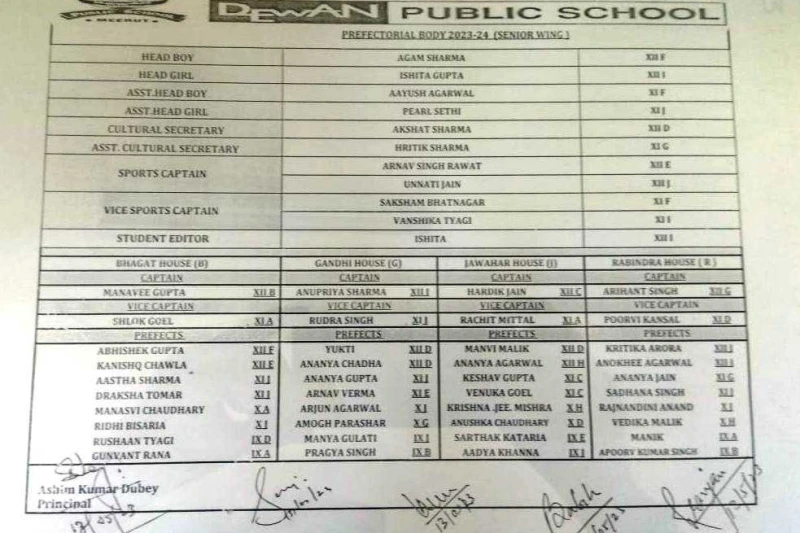 PUBLIC SCHOOL
MEERUT
DEWAN PUBLIC SCHOOL
PREFECTORIAL BODY 2023-24 (SENIOR WING)
HEAD BOY AGAM SHARMA XII F
HEAD GIRL ISHITA GUPTA XII I
ASST.HEAD BOY AAYUSH AGARWAL XI F
ASST.HEAD GIRL PEARL SETHI XI J
CULTURAL SECRETARY AKSHAT SHARMA XII D
ASST. CULTURAL SECRETARY HRITIK SHARMA XI G
SPORTS CAPTAIN ARNAV SINGH RAWAT XII E
UNNATI JAIN XII J
VICE SPORTS CAPTAIN SAKSHAM BHATNAGAR XI F
VANSHIKA TYAGI XI I
STUDENT EDITOR ISHITA XII I
BHAGAT HOUSE (B) GANDHI HOUSE (G) JAWAHAR HOUSE (J) RABINDRA HOUSE ( R )
CAPTAIN CAPTAIN CAPTAIN CAPTAIN
MANAVEE GUPTA XII B ANUPRIYA SHARMA XII I HARDIK JAIN XII C ARIHANT SINGH XII G
VICE CAPTAIN VICE CAPTAIN VICE CAPTAIN VICE CAPTAIN
SHLOK GOEL XI A RUDRA SINGH XI J RACHIT MITTAL XI A POORVI KANSAL XI D
PREFECTS PREFECTS PREFECTS PREFECTS
ABHISHEK GUPTA XII F YUKTI XII D MANVI MALIK XII D KRITIKA ARORA XII J
KANISHQ CHAWLA XII E ANANYA CHADHA XII D ANANYA AGARWAL XII H ANOKHEE AGARWAL XII I
AASTHA SHARMA XI J ANANYA GUPTA XI J KESHAV GUPTA XI C ANANYA JAIN XI G
DRAKSHA TOMAR XI J ARNAV VERMA XI E VENUKA GOEL XI C SADHANA SINGH XI J
MANASVI CHAUDHARY X A ARJUN AGARWAL X J KRISHNA .JEE. MISHRA X H RAJNANDINI ANAND X J
RIDHI BISARIA X J AMOGH PARASHAR X G ANUSHKA CHAUDHARY X D VEDIKA MALIK X H
RUSHAAN TYAGI IX D MANYA GULATI IX J SARTHAK KATARIA IX E MANIK IX A
GUNYANT RANA IX A PRAGYA SINGH IX B AADYA KHANNA IX J APOORV KUMAR SINGH IX B
Ashim Kumar Dubey
Principal